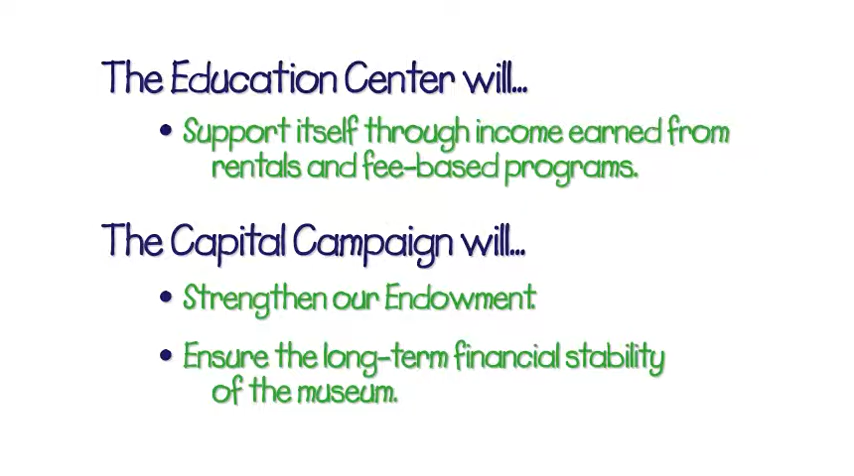 The Education Center will...
• Support itself through income earned from
rentals and fee-based programs.
The Capital Campaign will...
• Strengthen our Endowment.
• Ensure the long-term financial stability
of the museum.